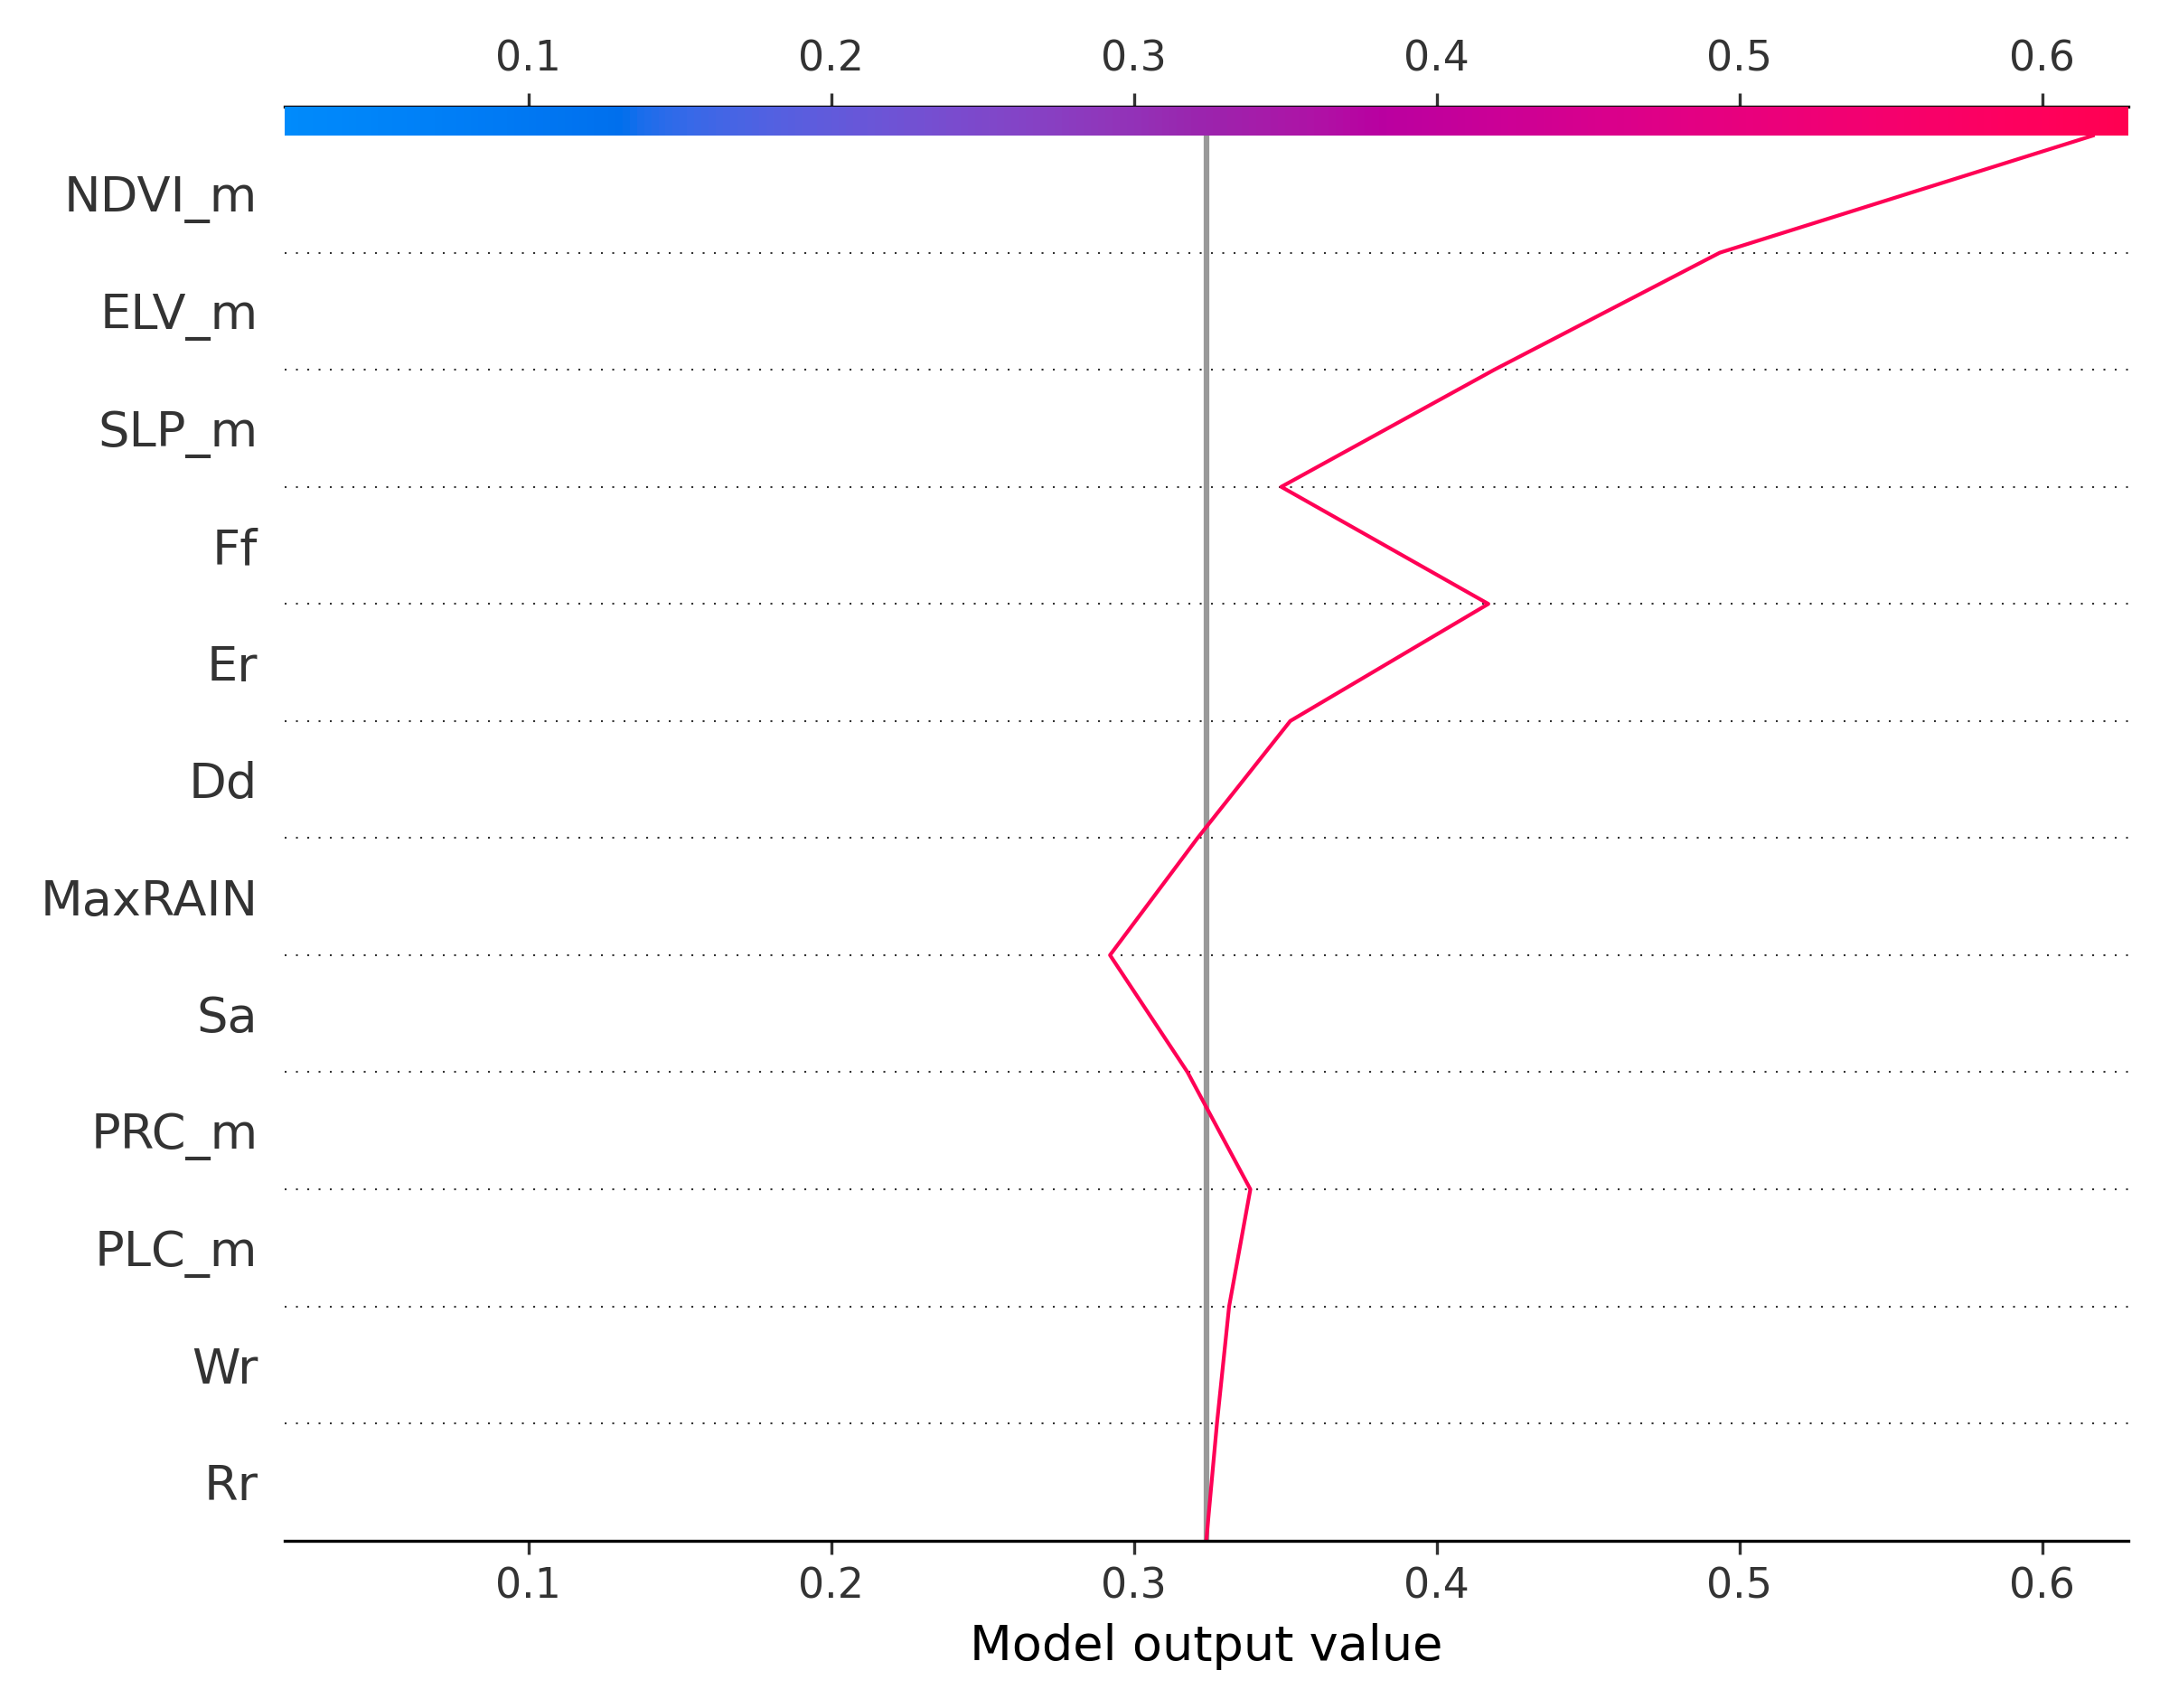 0.1 0.2 0.3 0.4 0.5 0.6
NDVI_m
ELV_m
SLP_m
Ff
Er
Dd
MaxRAIN
Sa
PRC_m
PLC_m
Wr
Rr
0.1 0.2 0.3 0.4 0.5 0.6
Model output value